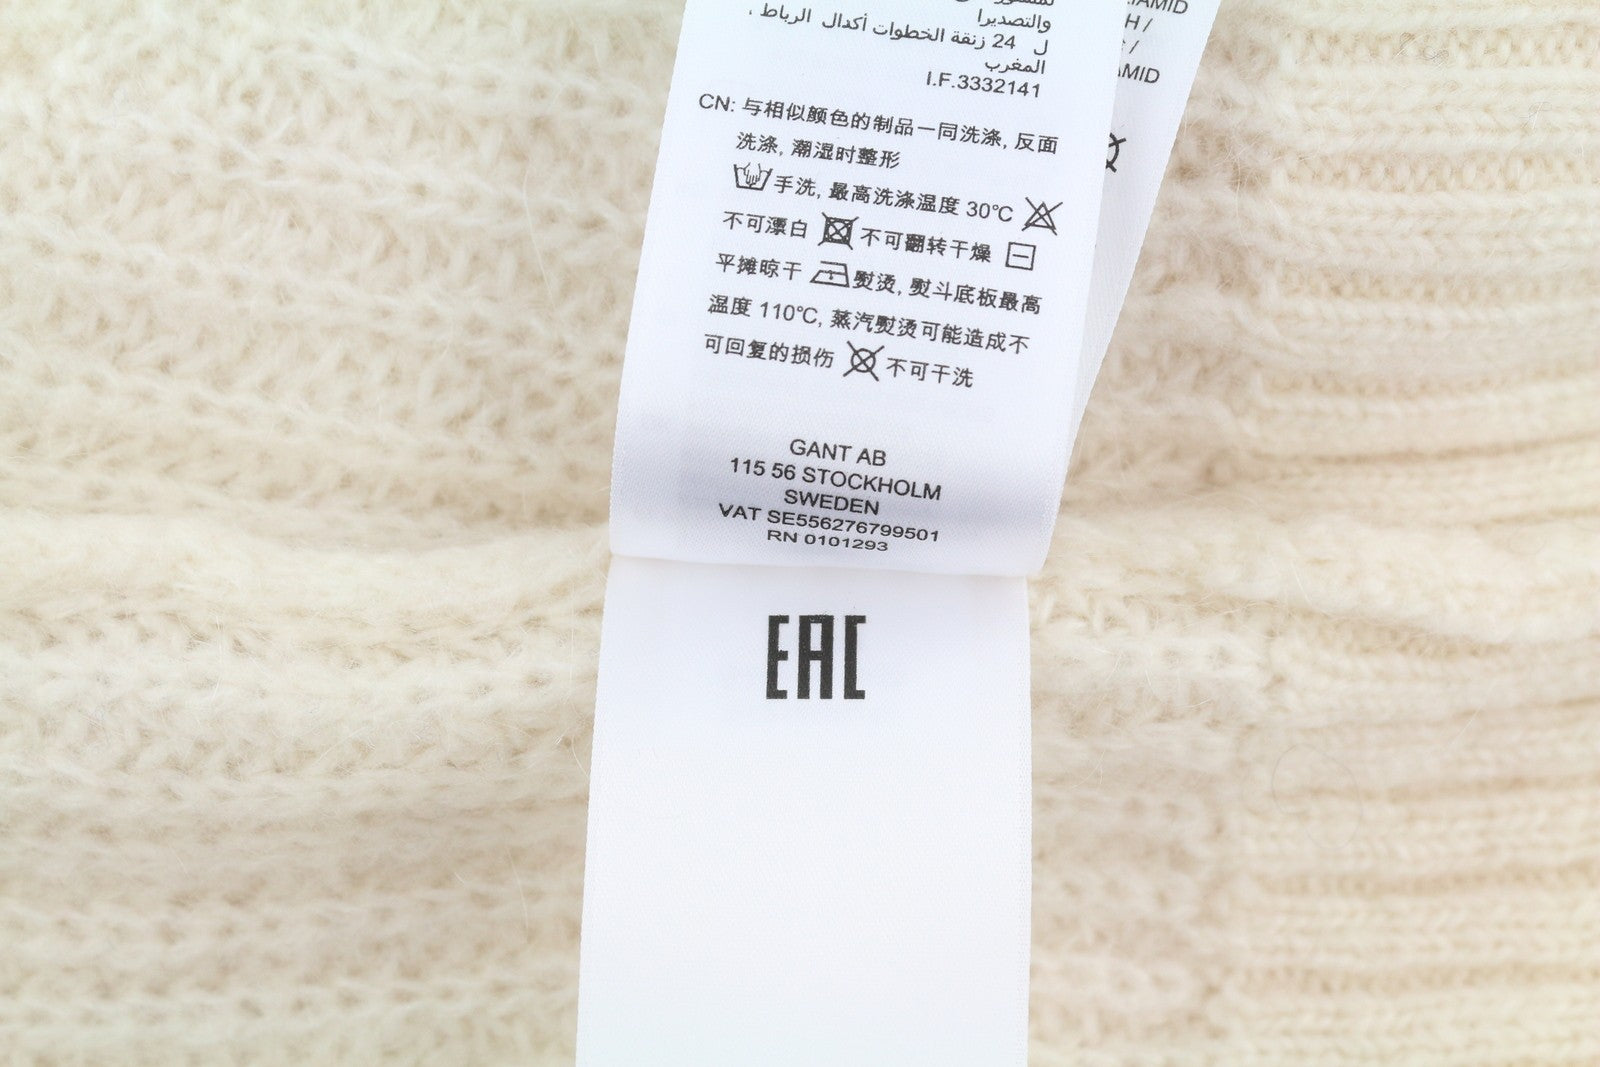 والتصديرا
ل 24 زنقة الخطوات أكدال الرباط ،
المغرب
I.F.3332141
CN: 与相似颜色的制品一同洗涤, 反面
洗涤, 潮湿时整形
手洗, 最高洗涤温度 30℃
不可漂白 不可翻转干燥
平摊晾干 熨烫, 熨斗底板最高
温度 110℃, 蒸汽熨烫可能造成不
可回复的损伤 不可干洗
GANT AB
115 56 STOCKHOLM
SWEDEN
VAT SE556276799501
RN 0101293
EAC
H /
/